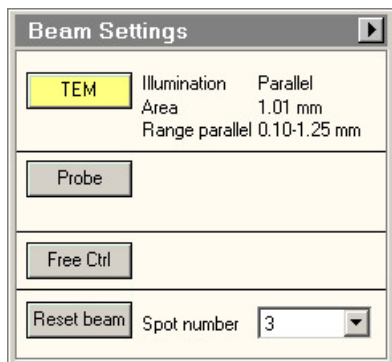 Beam Settings
TEM Illumination Parallel
Area 1.01 mm
Range parallel 0.10-1.25 mm
Probe
Free Ctrl
Reset beam Spot number 3